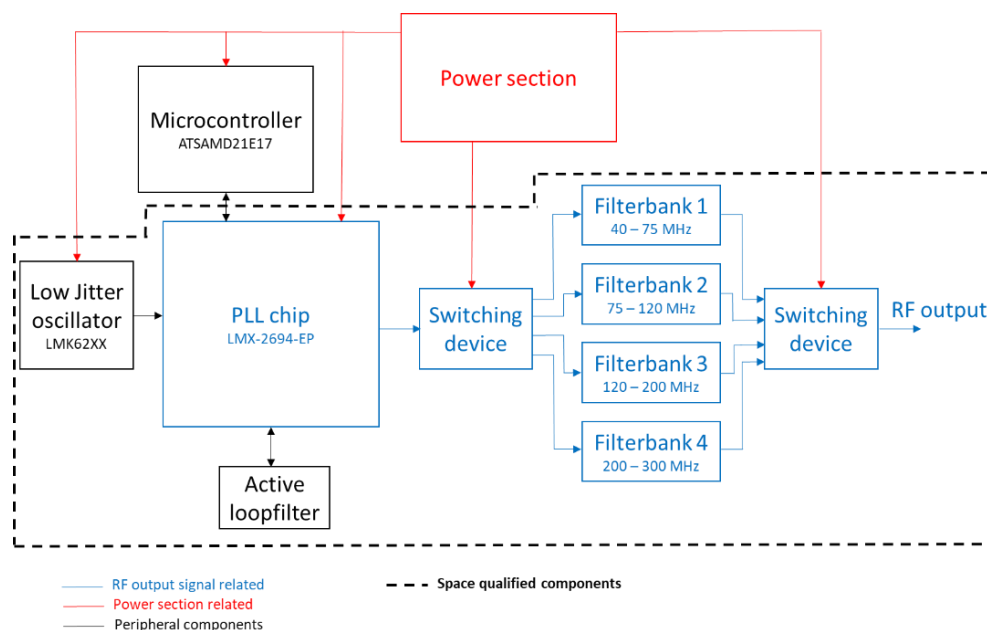 Power section
Microcontroller
ATSAMD21E17
Filterbank 1
40 – 75 MHz
Low Jitter
oscillator
LMK62XX
PLL chip
LMX-2694-EP
Switching
device
Filterbank 2
75 – 120 MHz
Switching
device
RF output
Filterbank 3
120 – 200 MHz
Filterbank 4
200 – 300 MHz
Active
loopfilter
RF output signal related
Space qualified components
Power section related
Peripheral components